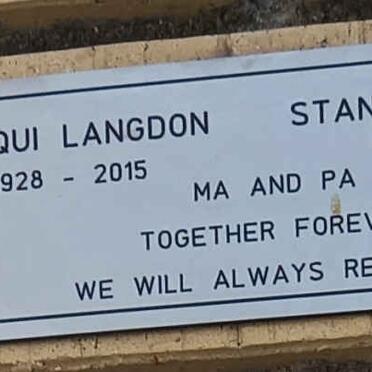 QUI LANGDON STAN
928 - 2015
MA AND PA
TOGETHER FOREV
WE WILL ALWAYS RE